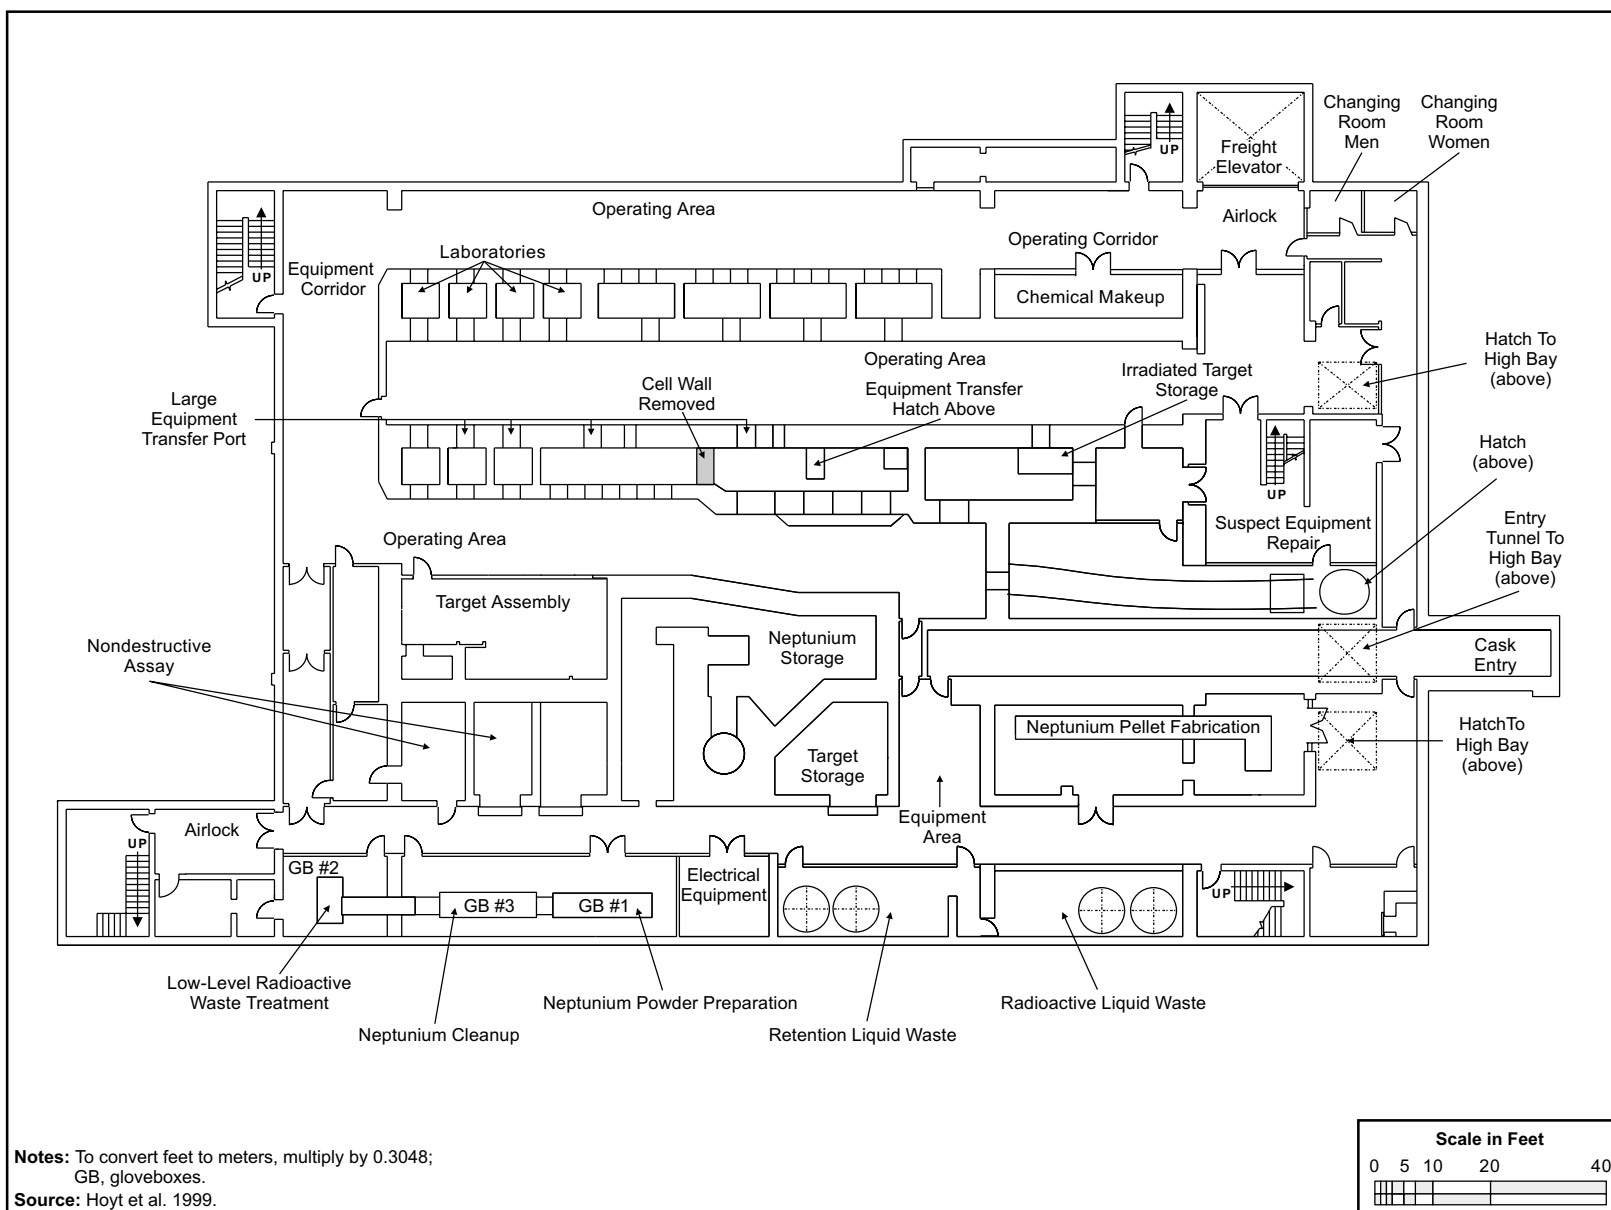 Changing
Room
Men
Changing
Room
Women
UP
Freight
Elevator
Operating Area
Airlock
Operating Corridor
Laboratories
UP
Equipment
Corridor
Chemical Makeup
Hatch To
High Bay
(above)
Operating Area
Irradiated Target
Storage
Cell Wall
Removed
Equipment Transfer
Hatch Above
Large
Equipment
Transfer Port
Hatch
(above)
UP
Suspect Equipment
Repair
Entry
Tunnel To
High Bay
(above)
Operating Area
Target Assembly
Nondestructive
Assay
Neptunium
Storage
Cask
Entry
Neptunium Pellet Fabrication
HatchTo
High Bay
(above)
Target
Storage
Equipment
Area
Airlock
UP
GB #2
Electrical
Equipment
UP
GB #3
GB #1
Low-Level Radioactive
Waste Treatment
Neptunium Powder Preparation
Radioactive Liquid Waste
Neptunium Cleanup
Retention Liquid Waste
Notes: To convert feet to meters, multiply by 0.3048;
GB, gloveboxes.
Source: Hoyt et al. 1999.
Scale in Feet
0 5 10 20 40